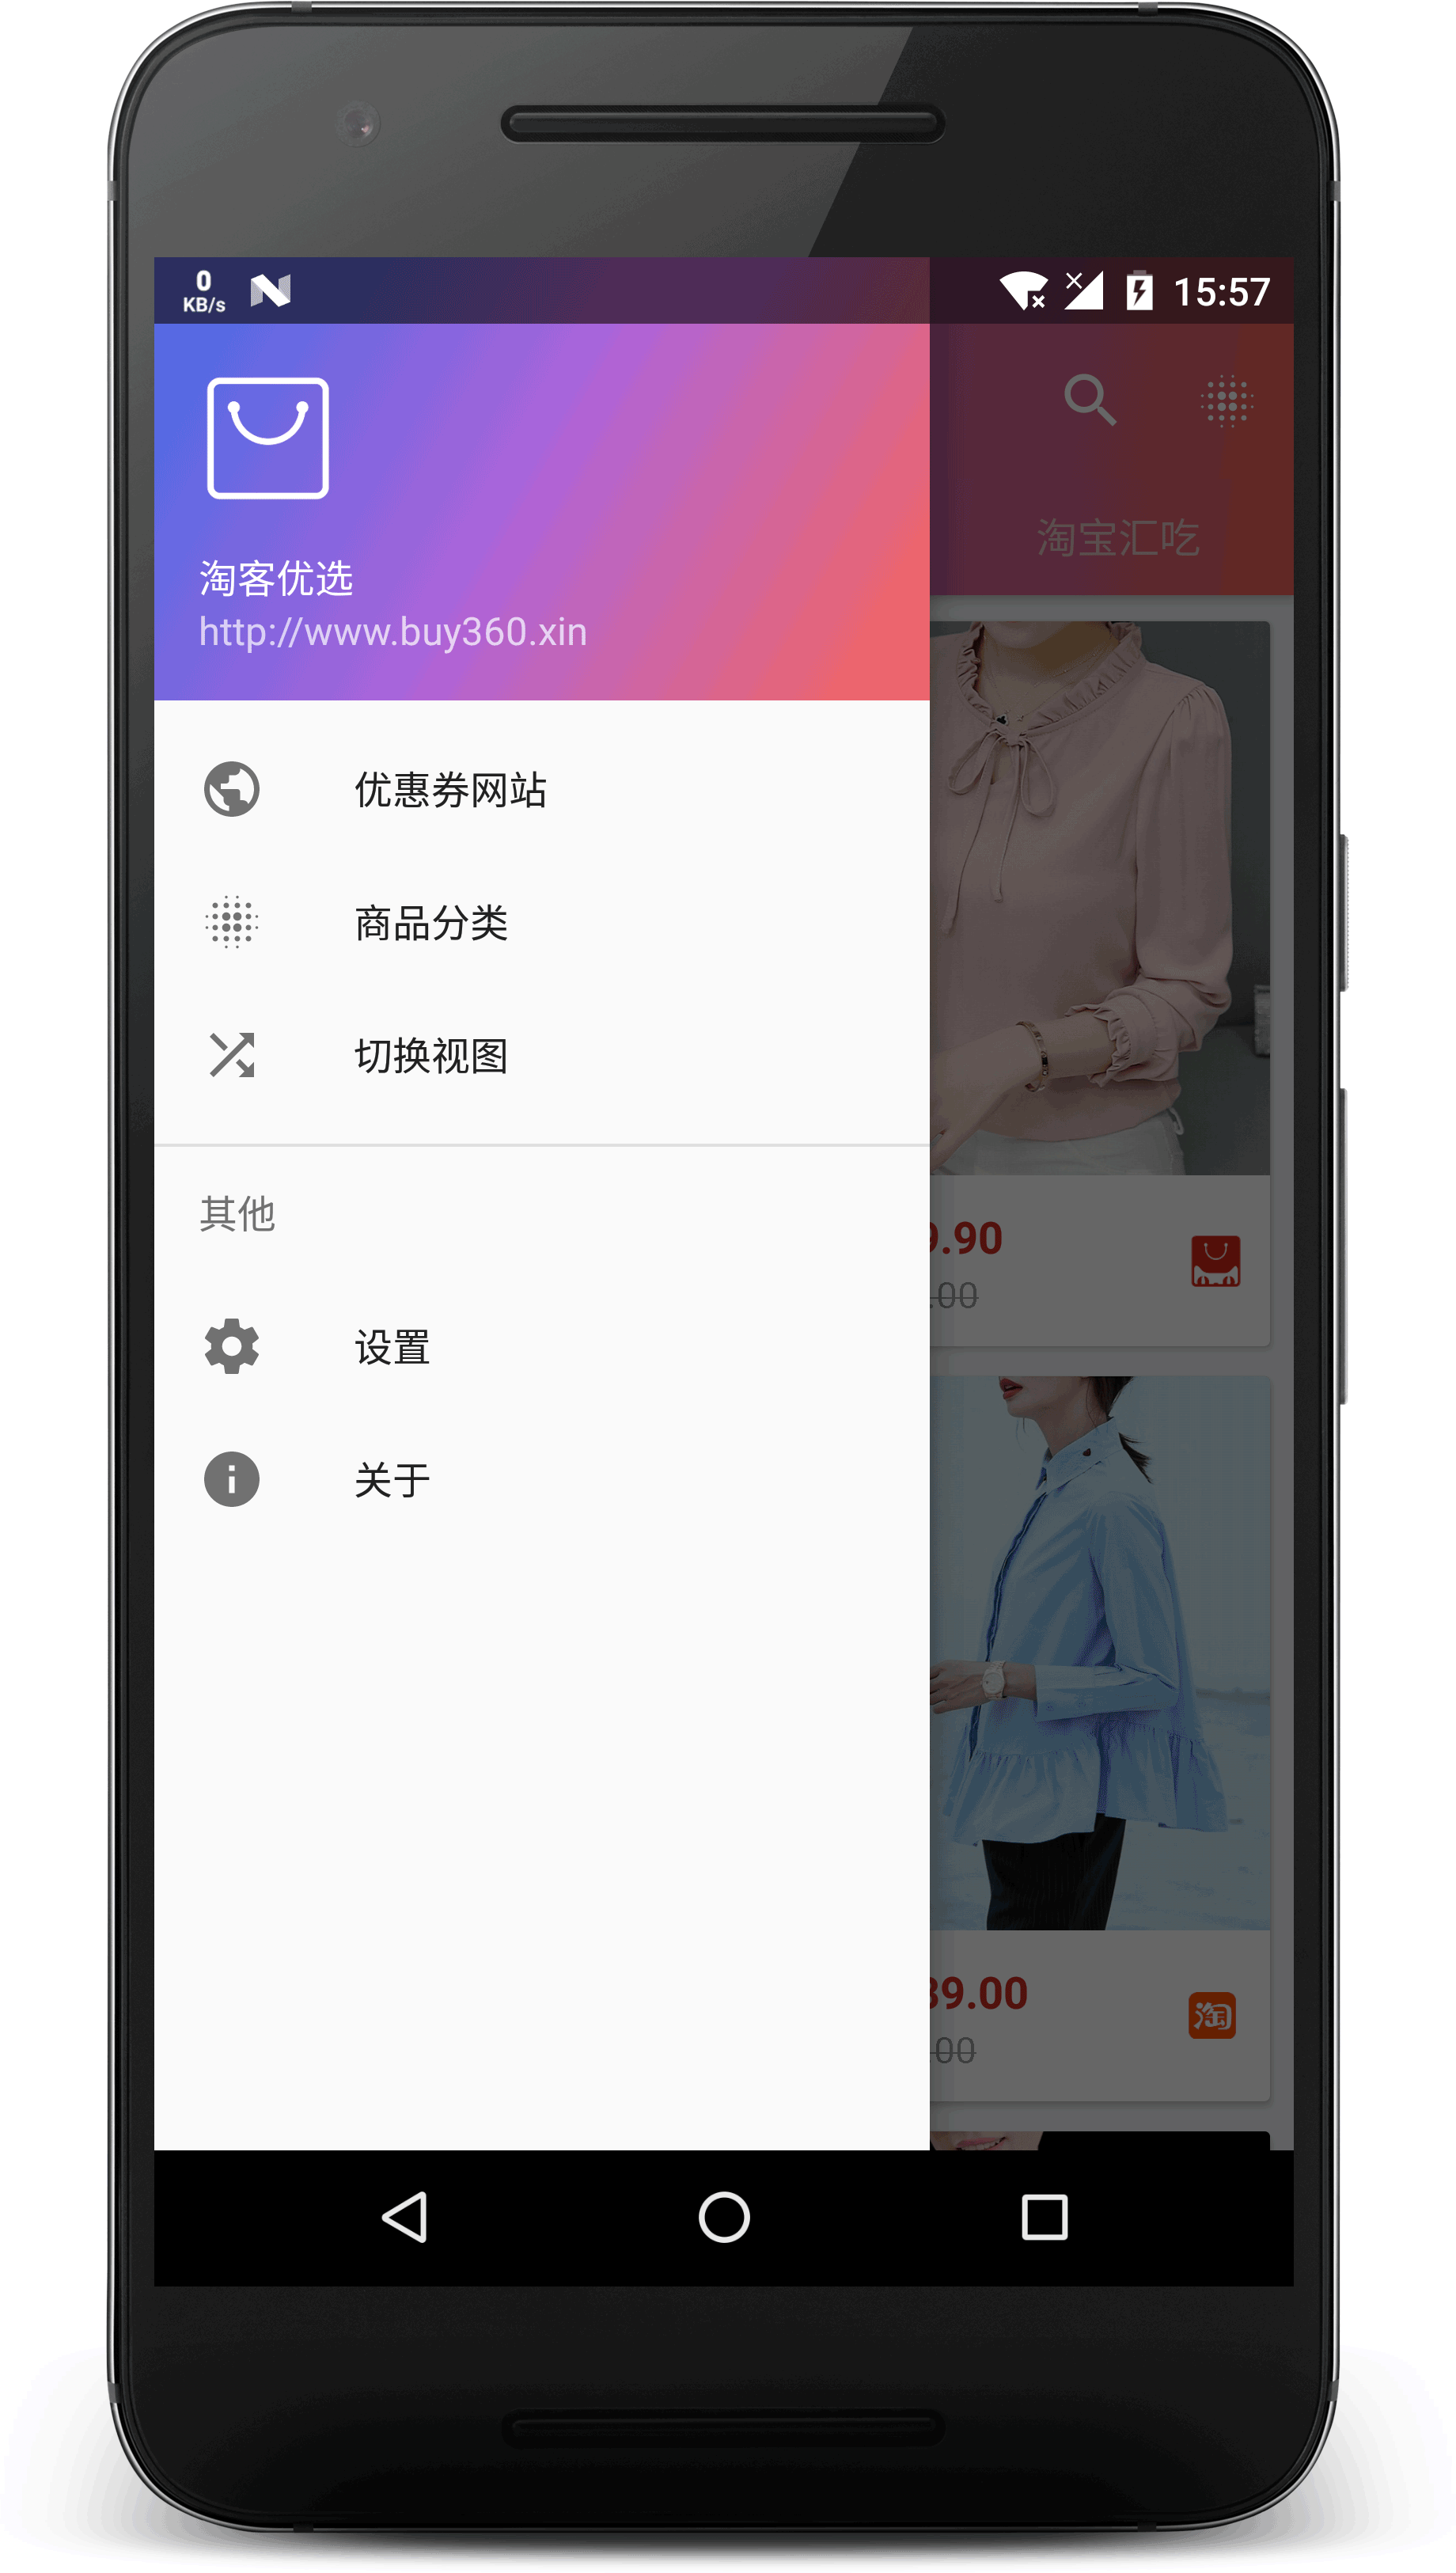 0
KB/s
15:57
淘宝汇吃
淘客优选
http://www.buy360.xin
优惠券网站
商品分类
切换视图
其他
设置
关于
9.90
.00
39.00
.00
淘